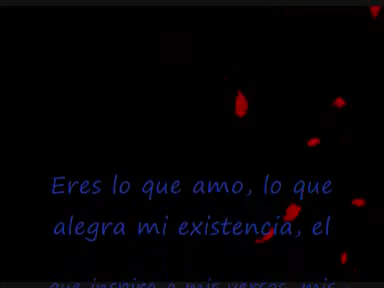 Eres lo que amo, lo que
alegra mi existencia, el
que inspira a mis versos, mis